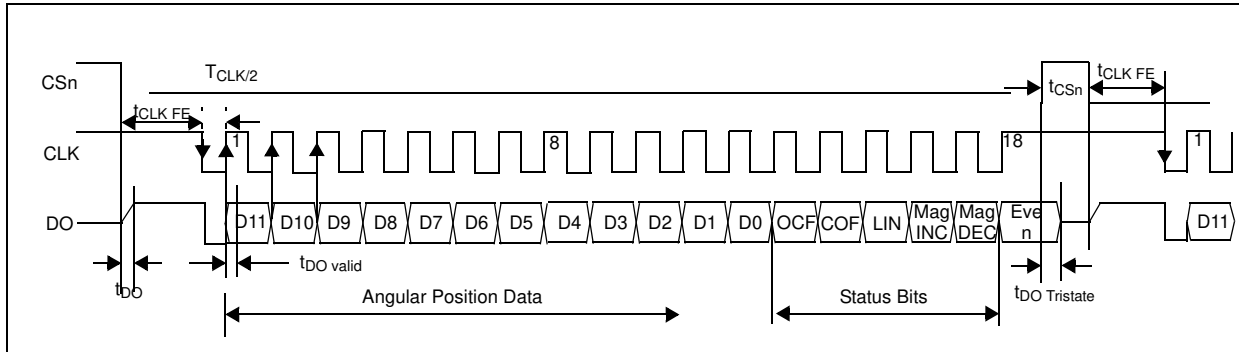 CSn
TCLK/2
tCSn
tCLK FE
tCLK FE
CLK
1
8
18
1
DO
D11
D10
D9
D8
D7
D6
D5
D4
D3
D2
D1
D0
OCF
COF
LIN
Mag
INC
Mag
DEC
Eve
n
D11
tDO
tDO valid
tDO Tristate
Angular Position Data
Status Bits